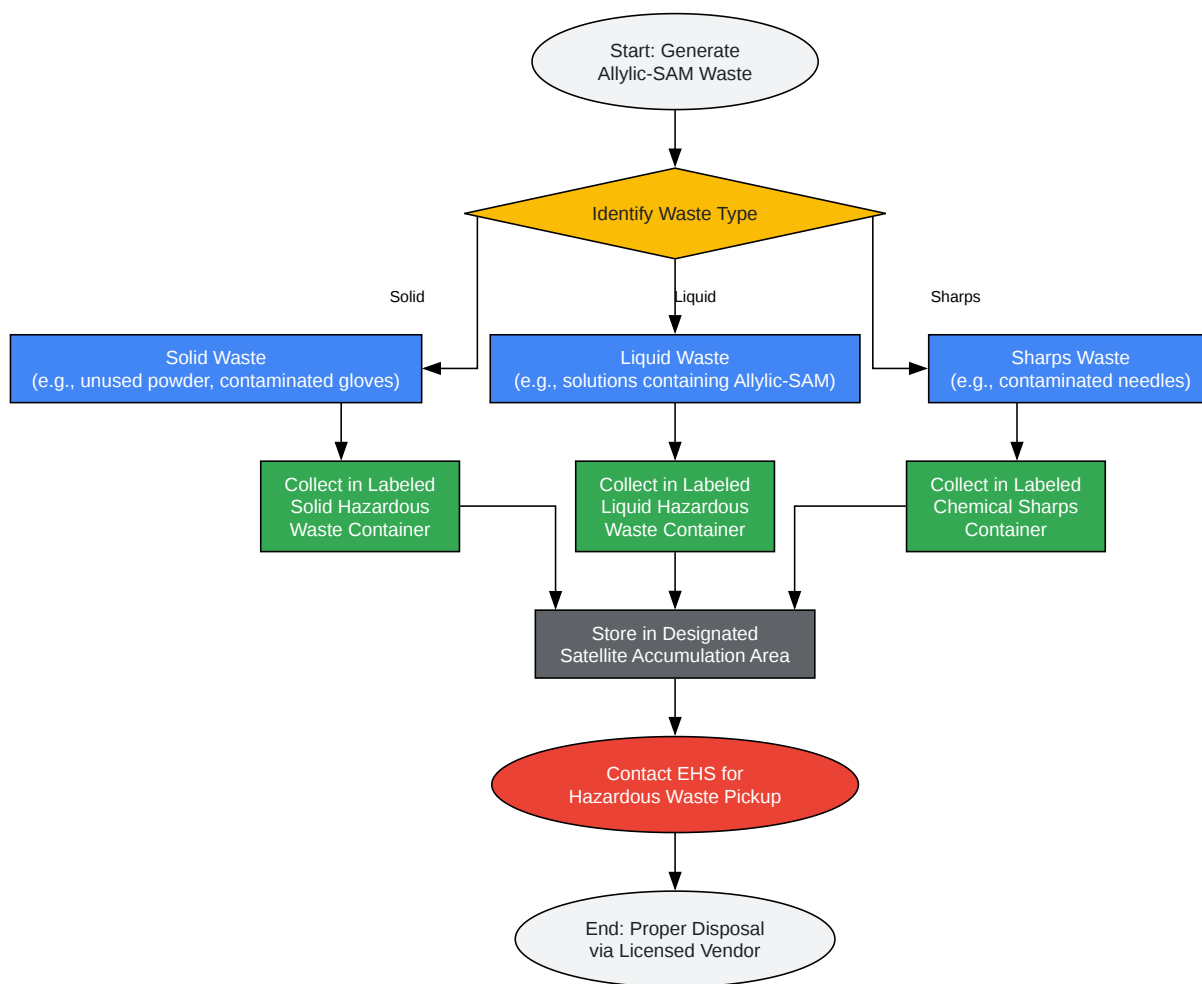 Start: Generate
Allylic-SAM Waste
Identify Waste Type
Solid
Liquid
Sharps
Solid Waste
(e.g., unused powder, contaminated gloves)
Liquid Waste
(e.g., solutions containing Allylic-SAM)
Sharps Waste
(e.g., contaminated needles)
Collect in Labeled
Solid Hazardous
Waste Container
Collect in Labeled
Liquid Hazardous
Waste Container
Collect in Labeled
Chemical Sharps
Container
Store in Designated
Satellite Accumulation Area
Contact EHS for
Hazardous Waste Pickup
End: Proper Disposal
via Licensed Vendor